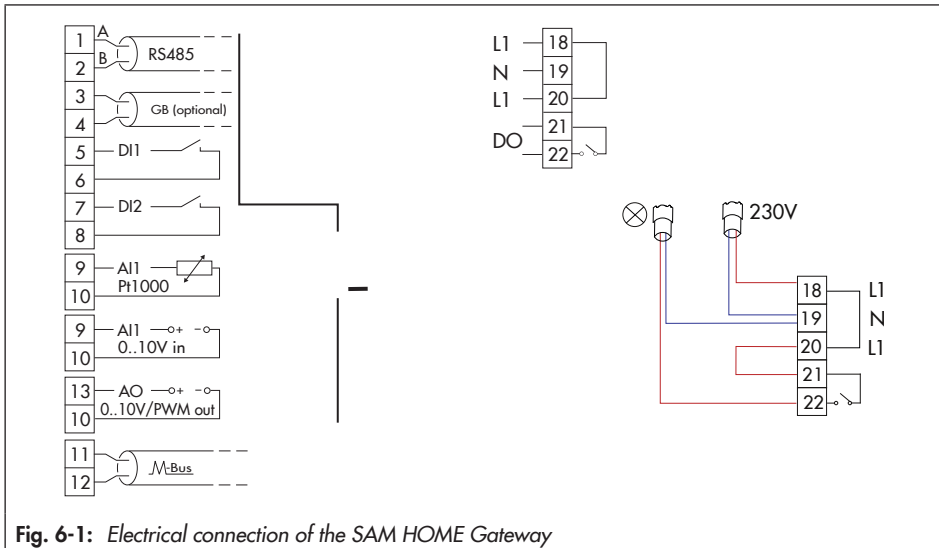 1 A
2 B RS485
3
4 GB (optional)
5 DI1
6
7 DI2
8
9 AI1
10 Pt1000
9 AI1 + -
10 0..10V in
13 AO + -
10 0..10V/PWM out
11
12 M-Bus
L1 18
N 19
L1 20
DO 21
22
230V
18 L1
19 N
20 L1
21
22
Fig. 6-1: Electrical connection of the SAM HOME Gateway